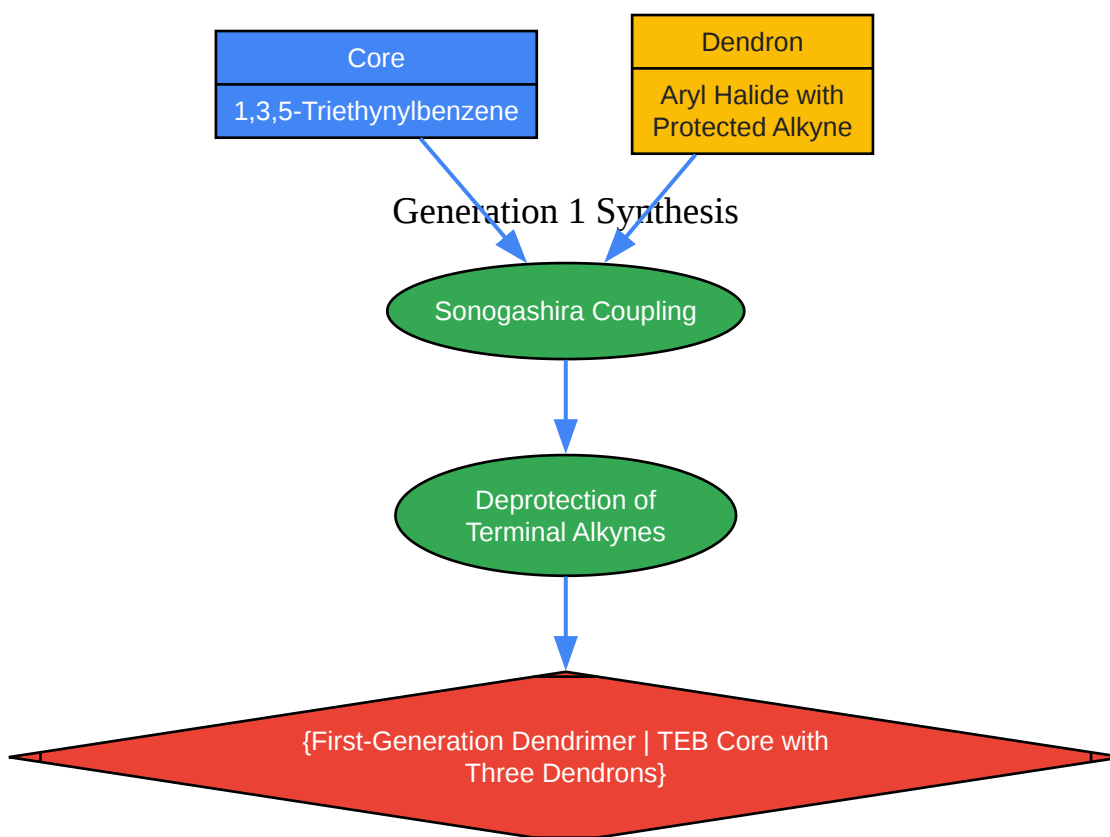 Core
1,3,5-Triethynylbenzene
Dendron
Aryl Halide with
Protected Alkyne
Generation 1 Synthesis
Sonogashira Coupling
Deprotection of
Terminal Alkynes
{First-Generation Dendrimer | TEB Core with
Three Dendrons}